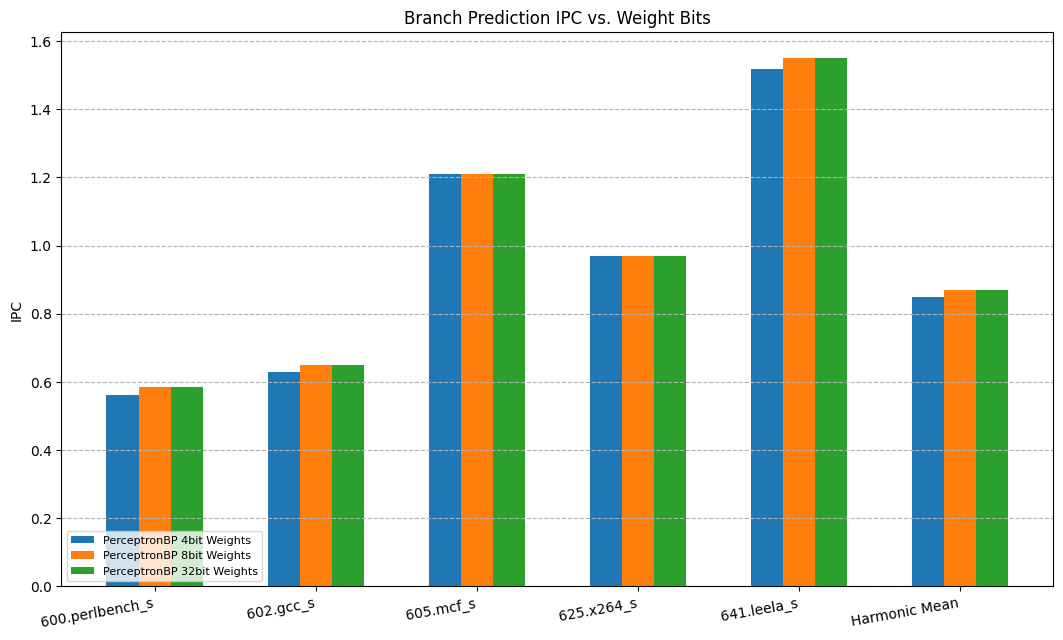 Branch Prediction IPC vs. Weight Bits
IPC
1.6
1.4
1.2
1.0
0.8
0.6
0.4
0.2
0.0
PerceptronBP 4bit Weights
PerceptronBP 8bit Weights
PerceptronBP 32bit Weights
600.perlbench_s
602.gcc_s
605.mcf_s
625.x264_s
641.leela_s
Harmonic Mean